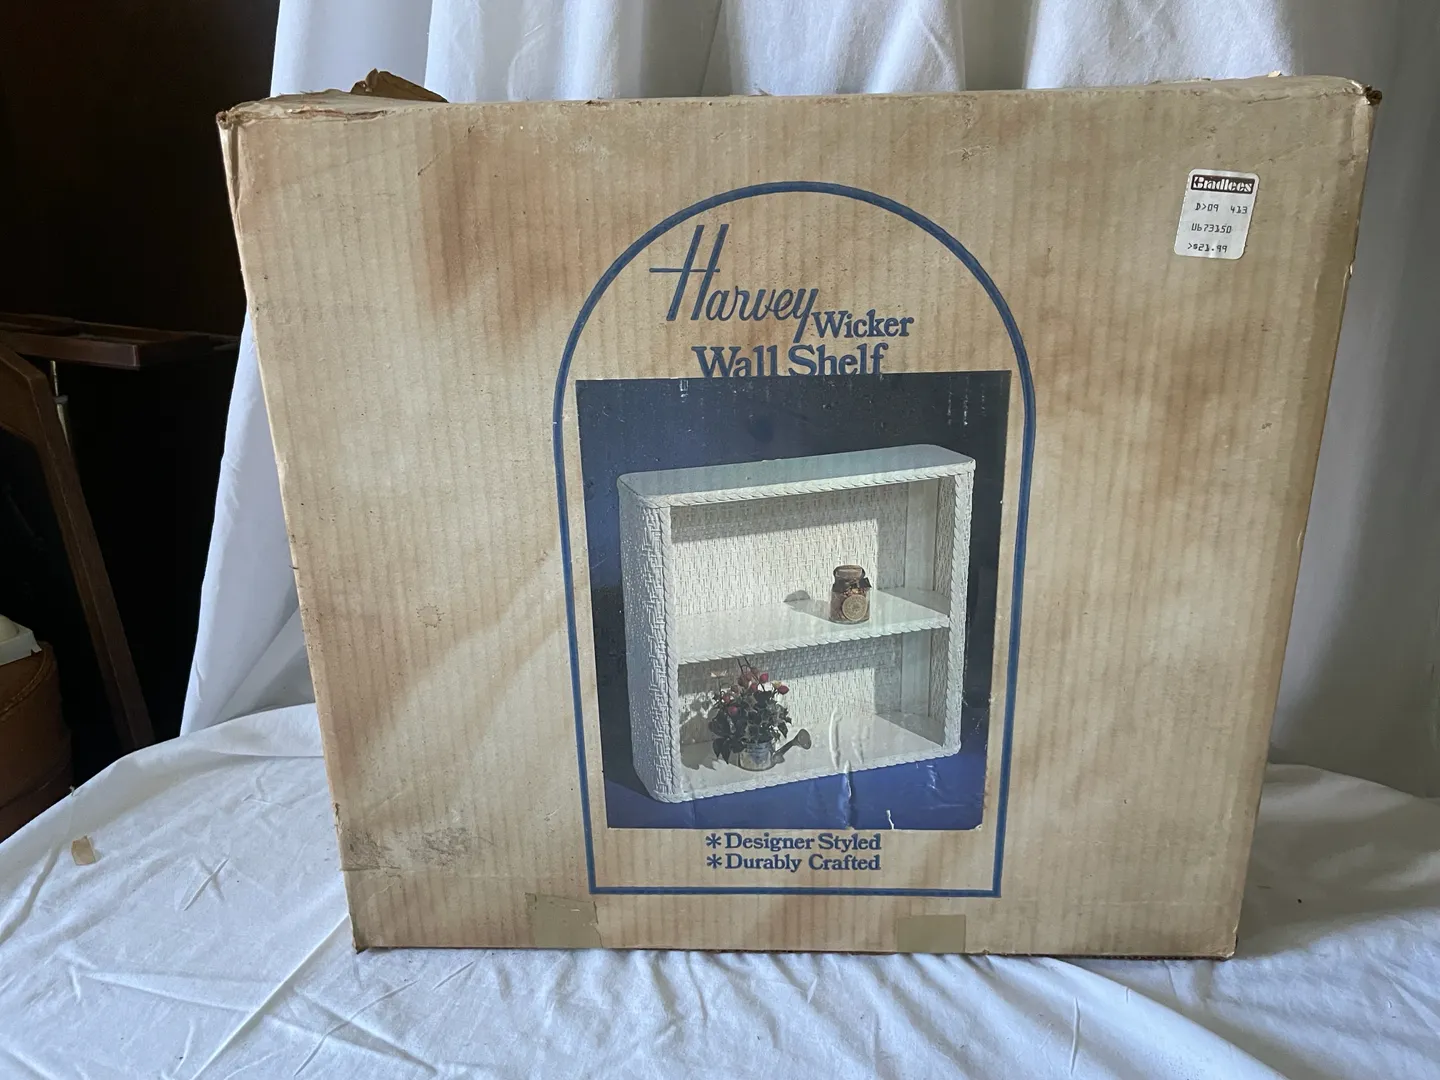 Bradlees
D>09 413
U673150
>$21.99
Harvey Wicker
Wall Shelf
*Designer Styled
*Durably Crafted